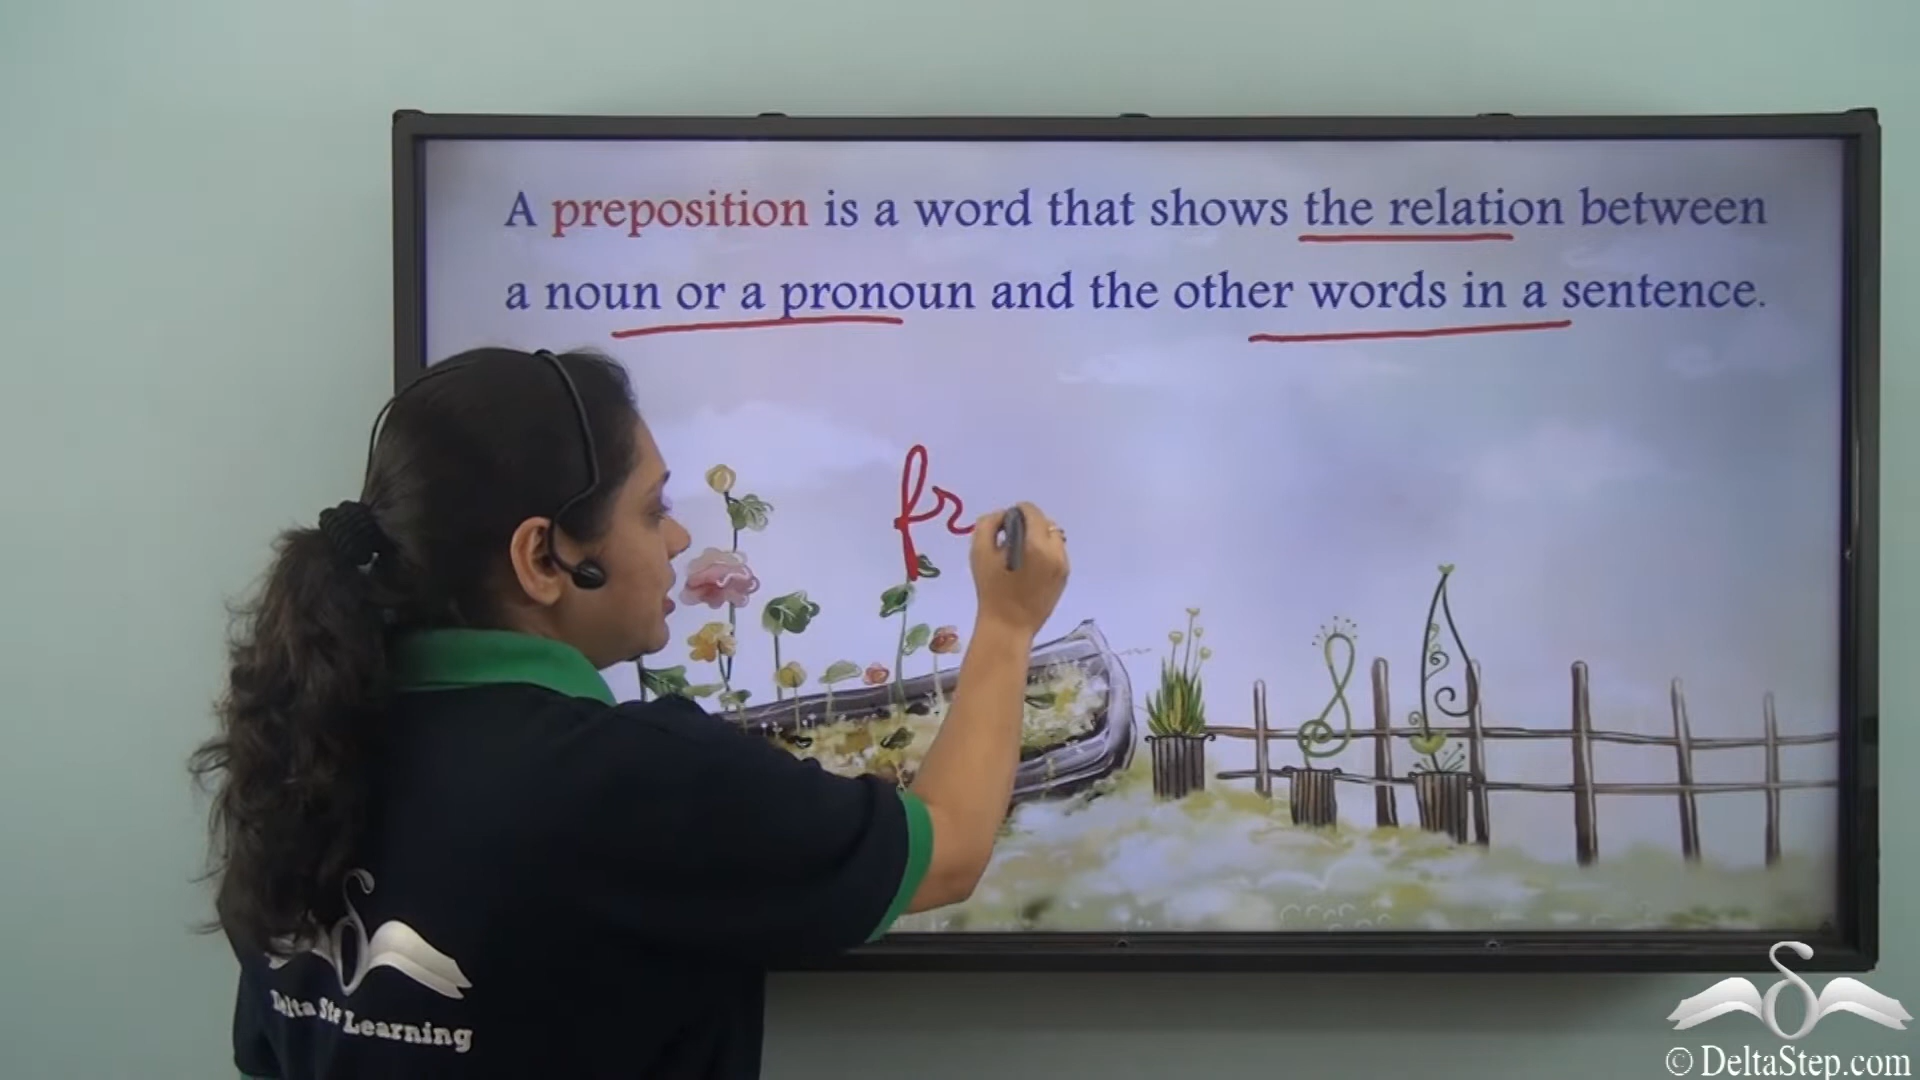 A preposition is a word that shows the relation between
a noun or a pronoun and the other words in a sentence.
fr
Delta Step Learning
© DeltaStep.com